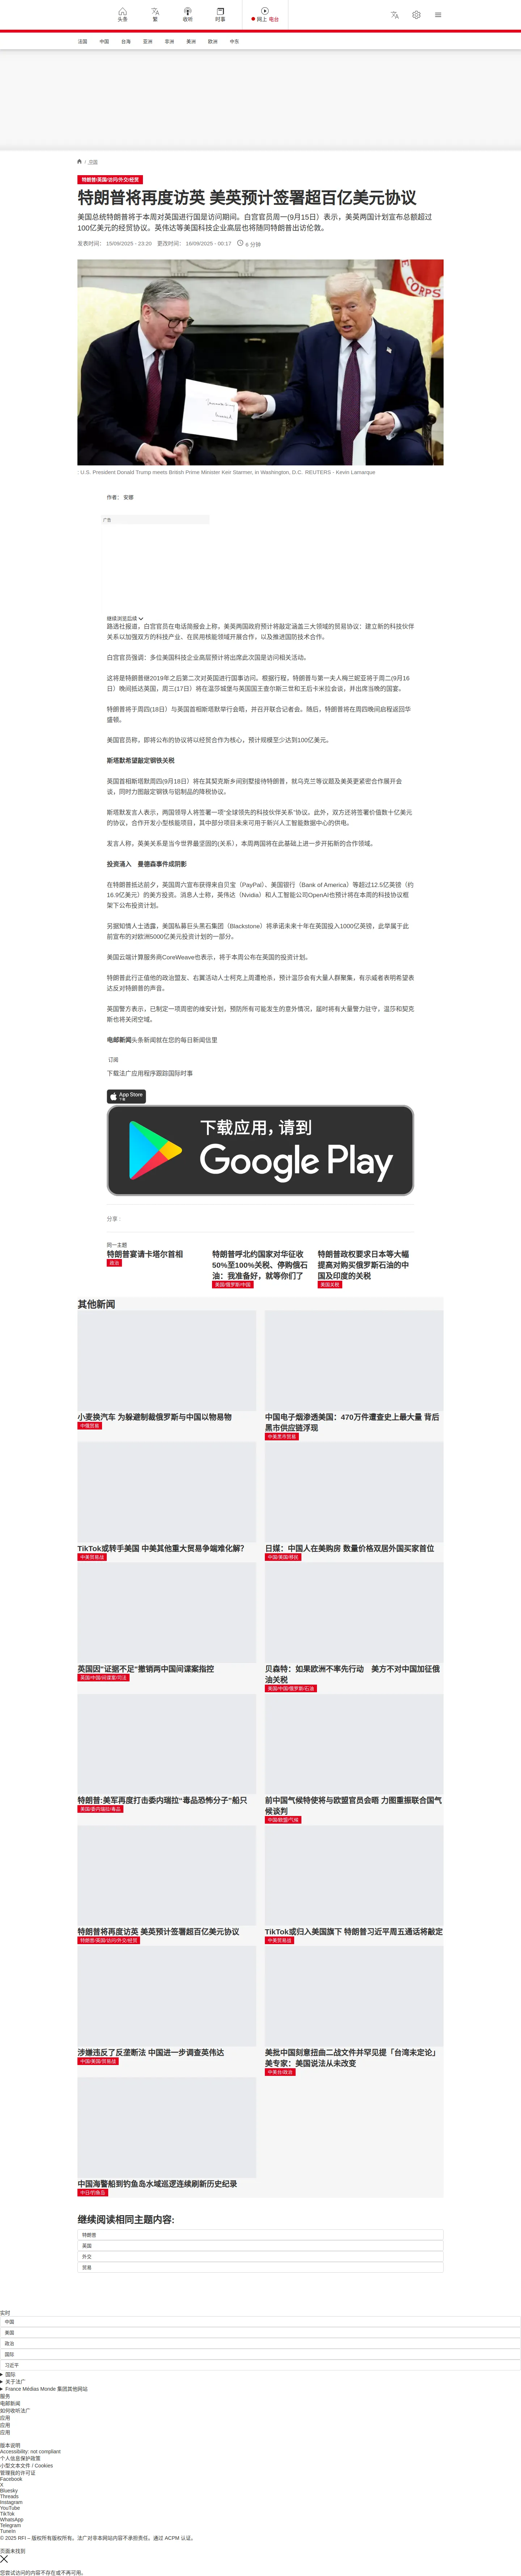 头条
繁
收听
时事
网上 电台
法国
中国
台海
亚洲
非洲
美洲
欧洲
中东
/ 英国
特朗普/英国/访问/外交/经贸
特朗普将再度访英 美英预计签署超百亿美元协议
美国总统特朗普将于本周对英国进行国是访问期间。白宫官员周一(9月15日）表示，美英两国计划宣布总额超过100亿美元的经贸协议。英伟达等美国科技企业高层也将随同特朗普出访伦敦。
发表时间： 15/09/2025 - 23:20 更改时间： 16/09/2025 - 00:17 6 分钟
: U.S. President Donald Trump meets British Prime Minister Keir Starmer, in Washington, D.C. REUTERS - Kevin Lamarque
作者： 安娜
广告
继续浏览后续
路透社报道，白宫官员在电话简报会上称，美英两国政府预计将敲定涵盖三大领域的贸易协议：建立新的科技伙伴关系以加强双方的科技产业、在民用核能领域开展合作，以及推进国防技术合作。
白宫官员强调：多位美国科技企业高层预计将出席此次国是访问相关活动。
这将是特朗普继2019年之后第二次对英国进行国事访问。根据行程，特朗普与第一夫人梅兰妮亚将于周二(9月16日）晚间抵达英国，周三(17日）将在温莎城堡与英国国王查尔斯三世和王后卡米拉会谈，并出席当晚的国宴。
特朗普将于周四(18日）与英国首相斯塔默举行会晤，并召开联合记者会。随后，特朗普将在周四晚间启程返回华盛顿。
美国官员称，即将公布的协议将以经贸合作为核心，预计规模至少达到100亿美元。
斯塔默希望敲定钢铁关税
英国首相斯塔默周四(9月18日）将在其契克斯乡间别墅接待特朗普，就乌克兰等议题及美英更紧密合作展开会谈，同时力图敲定钢铁与铝制品的降税协议。
斯塔默发言人表示，两国领导人将签署一项“全球领先的科技伙伴关系”协议。此外，双方还将签署价值数十亿美元的协议，合作开发小型核能项目，其中部分项目未来可用于新兴人工智能数据中心的供电。
发言人称，英美关系是当今世界最坚固的(关系)，本周两国将在此基础上进一步开拓新的合作领域。
投资涌入 曼德森事件成阴影
在特朗普抵达前夕，英国周六宣布获得来自贝宝（PayPal）、美国银行（Bank of America）等超过12.5亿英镑（约16.9亿美元）的美方投资。消息人士称，英伟达（Nvidia）和人工智能公司OpenAI也预计将在本周的科技协议框架下公布投资计划。
另据知情人士透露，美国私募巨头黑石集团（Blackstone）将承诺未来十年在英国投入1000亿英镑，此举属于此前宣布的对欧洲5000亿美元投资计划的一部分。
美国云端计算服务商CoreWeave也表示，将于本周公布在英国的投资计划。
特朗普此行正值他的政治盟友、右翼活动人士柯克上周遭枪杀，预计温莎会有大量人群聚集，有示威者表明希望表达反对特朗普的声音。
英国警方表示，已制定一项周密的维安计划，预防所有可能发生的意外情况，届时将有大量警力驻守，温莎和契克斯也将关闭空域。
电邮新闻头条新闻就在您的每日新闻信里
订阅
下载法广应用程序跟踪国际时事
App Store
下载
下载应用，请到
Google Play
分享 :
同一主题
特朗普宴请卡塔尔首相
政治
特朗普呼北约国家对华征收50%至100%关税、停购俄石油：我准备好，就等你们了
美国/俄罗斯/中国
特朗普政权要求日本等大幅提高对购买俄罗斯石油的中国及印度的关税
美国关税
其他新闻
小麦换汽车 为躲避制裁俄罗斯与中国以物易物
中俄贸易
中国电子烟渗透美国：470万件遭查史上最大量 背后黑市供应链浮现
中美黑市贸易
TikTok或转手美国 中美其他重大贸易争端难化解？
中美贸易战
日媒：中国人在美购房 数量价格双居外国买家首位
中国/美国/移民
英国因"证据不足"撤销两中国间谍案指控
英国/中国/间谍案/司法
贝森特：如果欧洲不率先行动 美方不对中国加征俄油关税
美国/中国/俄罗斯/石油
特朗普:美军再度打击委内瑞拉“毒品恐怖分子”船只
美国/委内瑞拉/毒品
前中国气候特使将与欧盟官员会晤 力图重振联合国气候谈判
中国/欧盟/气候
特朗普将再度访英 美英预计签署超百亿美元协议
特朗普/英国/访问/外交/经贸
TikTok或归入美国旗下 特朗普习近平周五通话将敲定
中美贸易战
涉嫌违反了反垄断法 中国进一步调查英伟达
中国/美国/贸易战
美批中国刻意扭曲二战文件并罕见提「台湾未定论」美专家：美国说法从未改变
中美台/政治
中国海警船到钓鱼岛水域巡逻连续刷新历史纪录
中日/钓鱼岛
继续阅读相同主题内容:
特朗普
英国
外交
贸易
实时
中国
美国
政治
国际
习近平
国际
关于法广
France Médias Monde 集团其他网站
服务
电邮新闻
如何收听法广
应用
应用
应用
版本说明
Accessibility: not compliant
个人信息保护政策
小型文本文件 / Cookies
管理我的许可证
Facebook
X
Bluesky
Threads
Instagram
YouTube
TikTok
WhatsApp
Telegram
TuneIn
© 2025 RFI – 版权所有版权所有。法广对非本网站内容不承担责任。通过 ACPM 认证。
页面未找到
您尝试访问的内容不存在或不再可用。